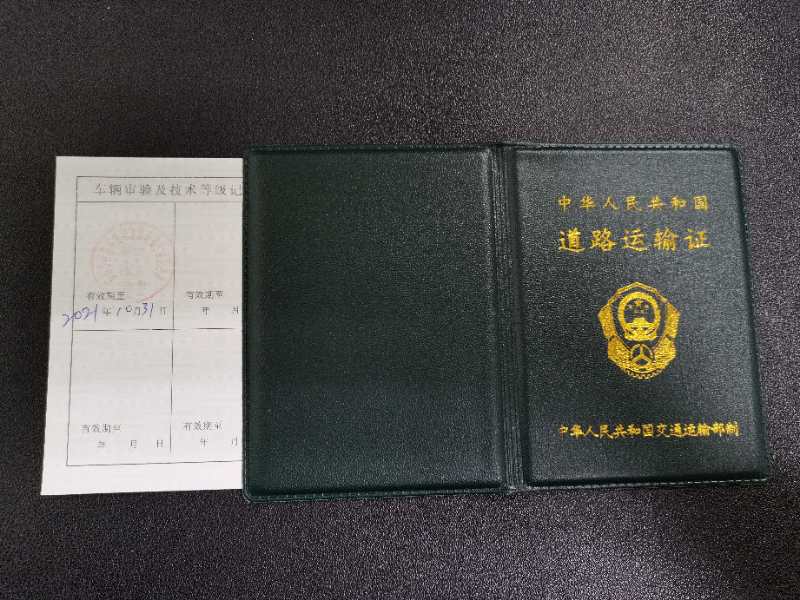 车辆审验及技术等级记
有效期至
有效期至
2021年10月31日
年 月
有效期至
有效期至
年 月 日
年 月
中华人民共和国
道路运输证
中华人民共和国交通运输部制